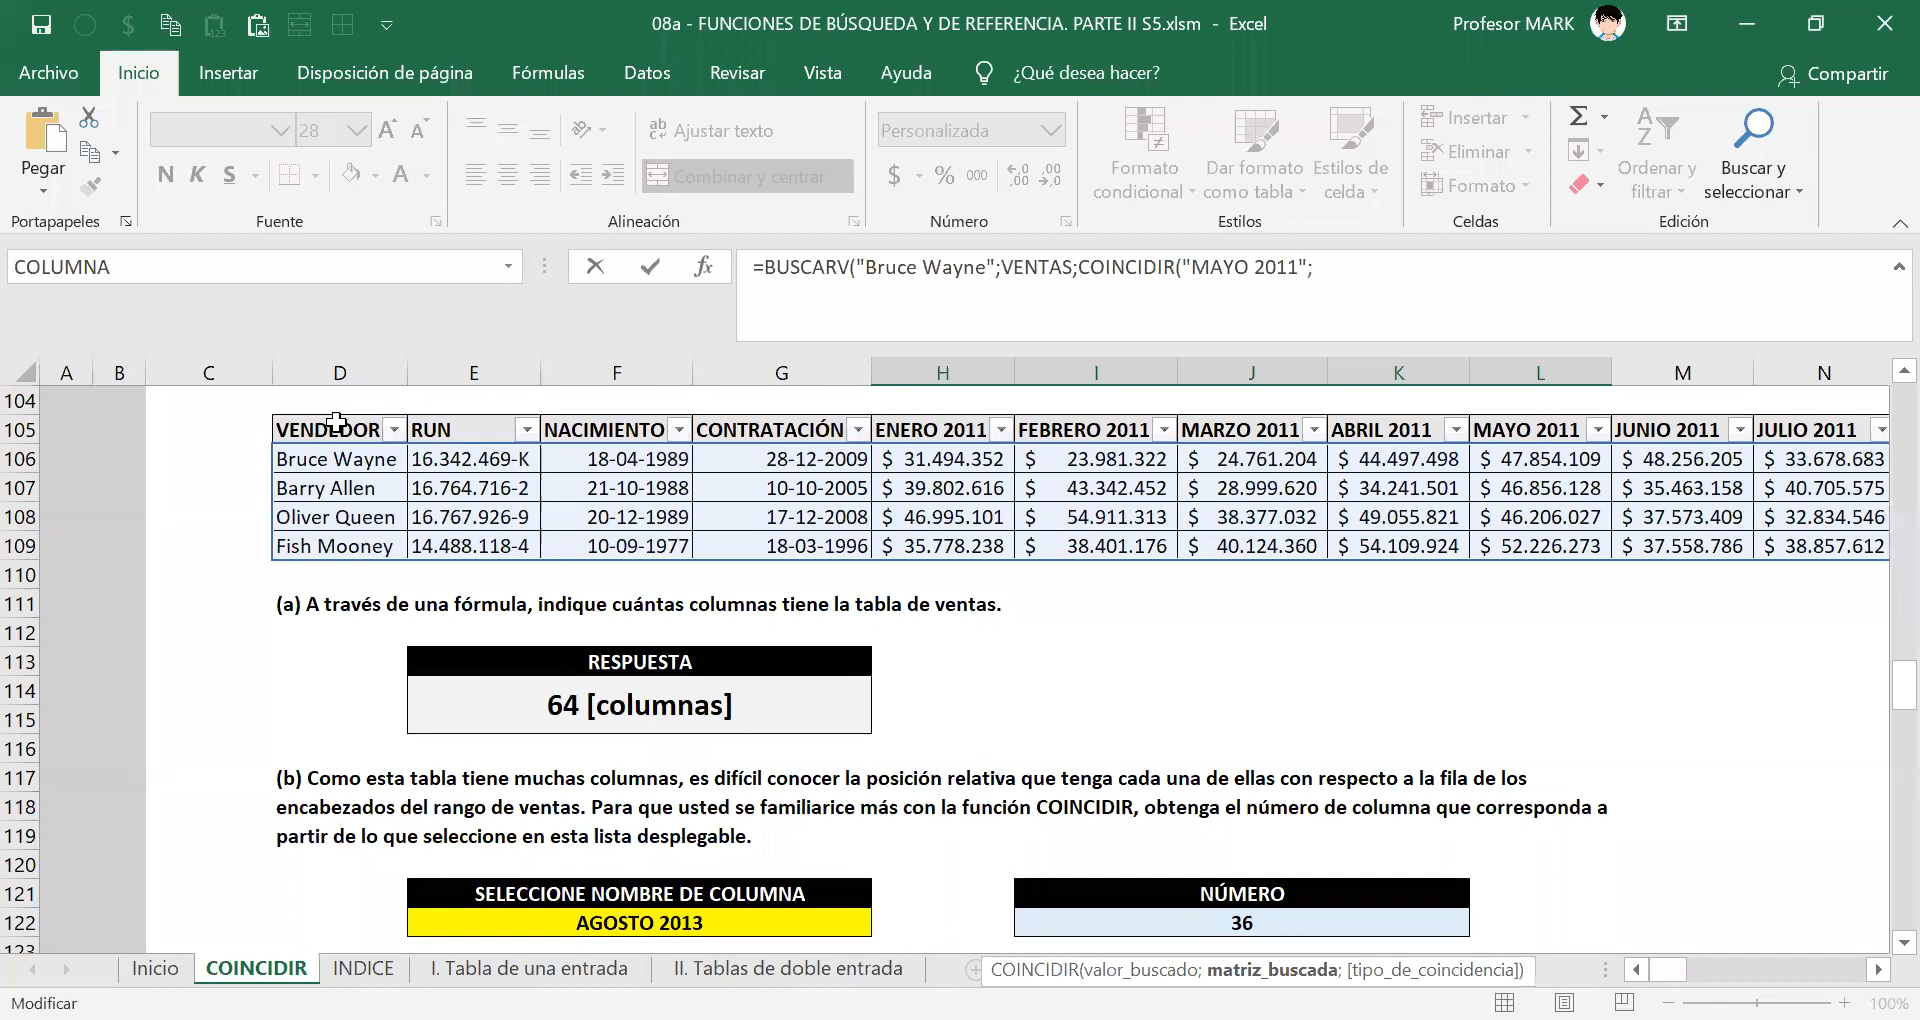 08a - FUNCIONES DE BÚSQUEDA Y DE REFERENCIA. PARTE II S5.xlsm - Excel
Profesor MARK
Archivo Inicio Insertar Disposición de página Fórmulas Datos Revisar Vista Ayuda ¿Qué desea hacer? Compartir
Pegar
Portapapeles
28
N K S
Fuente
Ajustar texto
Combinar y centrar
Alineación
Personalizada
$ % 000
Número
Formato condicional
Dar formato como tabla
Estilos de celda
Estilos
Insertar
Eliminar
Formato
Celdas
Ordenar y filtrar
Buscar y seleccionar
Edición
COLUMNA
=BUSCARV("Bruce Wayne";VENTAS;COINCIDIR("MAYO 2011";
A B C D E F G H I J K L M N
104
105 VENDEDOR RUN NACIMIENTO CONTRATACIÓN ENERO 2011 FEBRERO 2011 MARZO 2011 ABRIL 2011 MAYO 2011 JUNIO 2011 JULIO 2011
106 Bruce Wayne 16.342.469-K 18-04-1989 28-12-2009 $ 31.494.352 $ 23.981.322 $ 24.761.204 $ 44.497.498 $ 47.854.109 $ 48.256.205 $ 33.678.683
107 Barry Allen 16.764.716-2 21-10-1988 10-10-2005 $ 39.802.616 $ 43.342.452 $ 28.999.620 $ 34.241.501 $ 46.856.128 $ 35.463.158 $ 40.705.575
108 Oliver Queen 16.767.926-9 20-12-1989 17-12-2008 $ 46.995.101 $ 54.911.313 $ 38.377.032 $ 49.055.821 $ 46.206.027 $ 37.573.409 $ 32.834.546
109 Fish Mooney 14.488.118-4 10-09-1977 18-03-1996 $ 35.778.238 $ 38.401.176 $ 40.124.360 $ 54.109.924 $ 52.226.273 $ 37.558.786 $ 38.857.612
110
111 (a) A través de una fórmula, indique cuántas columnas tiene la tabla de ventas.
112
113 RESPUESTA
114 64 [columnas]
115
116
117 (b) Como esta tabla tiene muchas columnas, es difícil conocer la posición relativa que tenga cada una de ellas con respecto a la fila de los
118 encabezados del rango de ventas. Para que usted se familiarice más con la función COINCIDIR, obtenga el número de columna que corresponda a
119 partir de lo que seleccione en esta lista desplegable.
120
121 SELECCIONE NOMBRE DE COLUMNA NÚMERO
122 AGOSTO 2013 36
123
Inicio COINCIDIR INDICE I. Tabla de una entrada II. Tablas de doble entrada COINCIDIR(valor_buscado; matriz_buscada; [tipo_de_coincidencia])
Modificar 100%